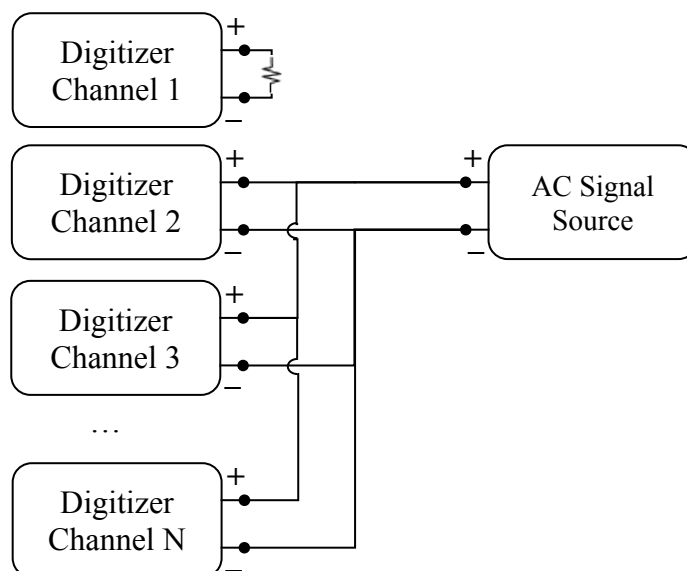 +
Digitizer
Channel 1
−
+
Digitizer
Channel 2
−
+
AC Signal
Source
−
+
Digitizer
Channel 3
−
...
+
Digitizer
Channel N
−